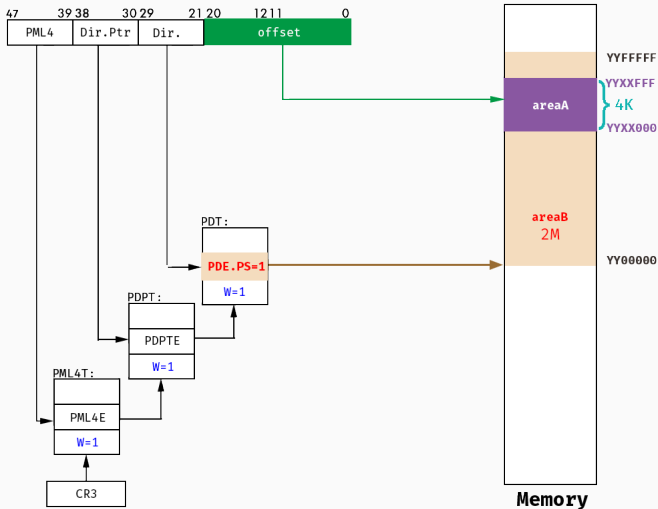 47 39 38 30 29 21 20 12 11 0
PML4 Dir.Ptr Dir. offset
YYFFFFF
YYXXFFF
areaA
4K
YYXX000
areaB
2M
YY00000
PDT:
PDE.PS=1
W=1
PDPT:
PDPTE
W=1
PML4T:
PML4E
W=1
CR3
Memory